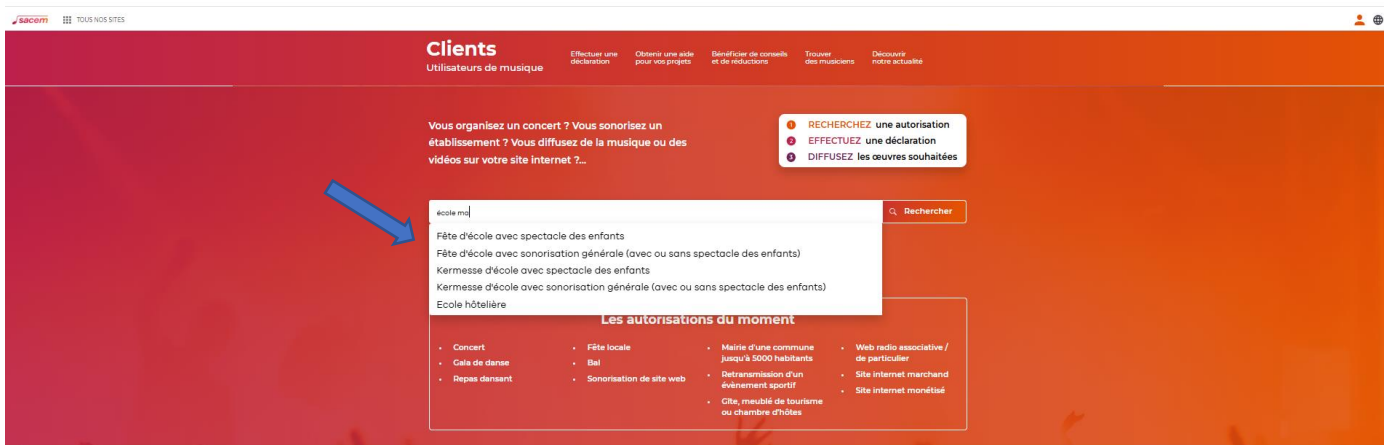 sacem TOUS NOS SITES
Clients
Utilisateurs de musique
Effectuer une
déclaration
Obtenir une aide
pour vos projets
Bénéficier de conseils
et de réductions
Trouver
des musiciens
Découvrir
notre actualité
Vous organisez un concert ? Vous sonorisez un
établissement ? Vous diffusez de la musique ou des
vidéos sur votre site internet ?...
1 RECHERCHEZ une autorisation
2 EFFECTUEZ une déclaration
3 DIFFUSEZ les œuvres souhaitées
école ma
Rechercher
Fête d'école avec spectacle des enfants
Fête d'école avec sonorisation générale (avec ou sans spectacle des enfants)
Kermesse d'école avec spectacle des enfants
Kermesse d'école avec sonorisation générale (avec ou sans spectacle des enfants)
Ecole hôtelière
Les autorisations du moment
Concert
Gala de danse
Repas dansant
Fête locale
Bal
Sonorisation de site web
Mairie d'une commune
jusqu'à 5000 habitants
Retransmission d'un
évènement sportif
Gîte, meublé de tourisme
ou chambre d'hôtes
Web radio associative /
de particulier
Site internet marchand
Site internet monétisé